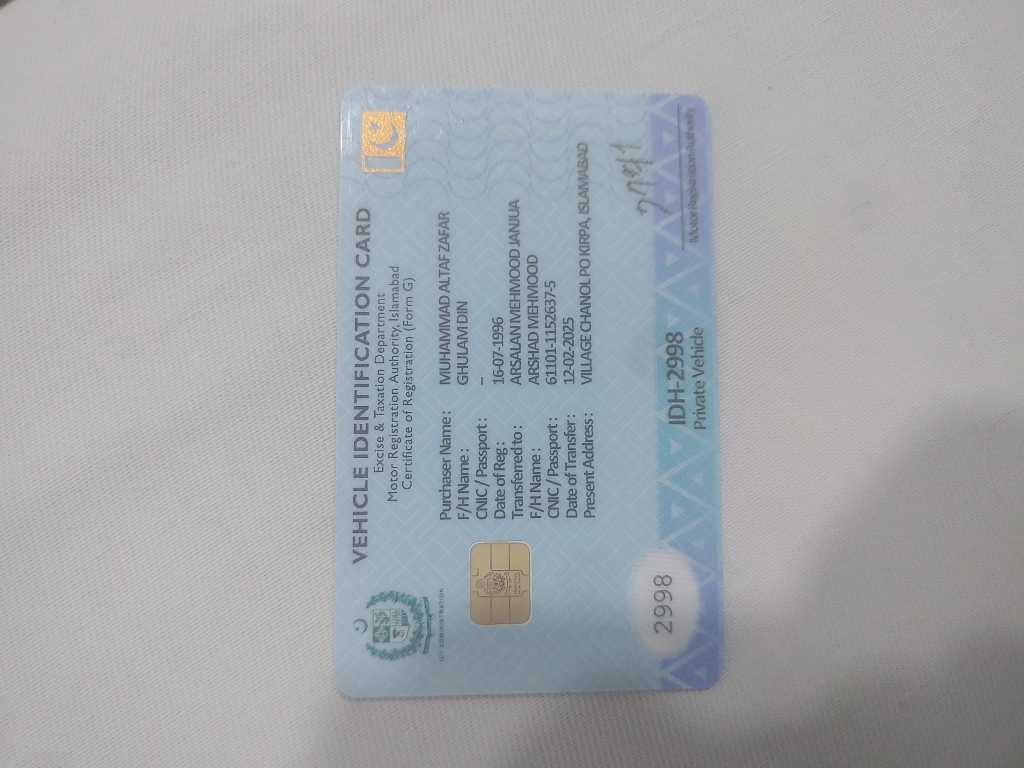 VEHICLE IDENTIFICATION CARD
Excise & Taxation Department
Motor Registration Authority, Islamabad
Certificate of Registration (Form G)
ICT ADMINISTRATION
Purchaser Name : MUHAMMAD ALTAF ZAFAR
F/H Name : GHULAM DIN
CNIC / Passport : –
Date of Reg : 16-07-1996
Transferred to : ARSALAN MEHMOOD JANJUA
F/H Name : ARSHAD MEHMOOD
CNIC / Passport : 61101-1152637-5
Date of Transfer : 12-02-2025
Present Address : VILLAGE CHANOL PO KIRPA, ISLAMABAD
2998
IDH-2998
Private Vehicle
Motor Registration Authority